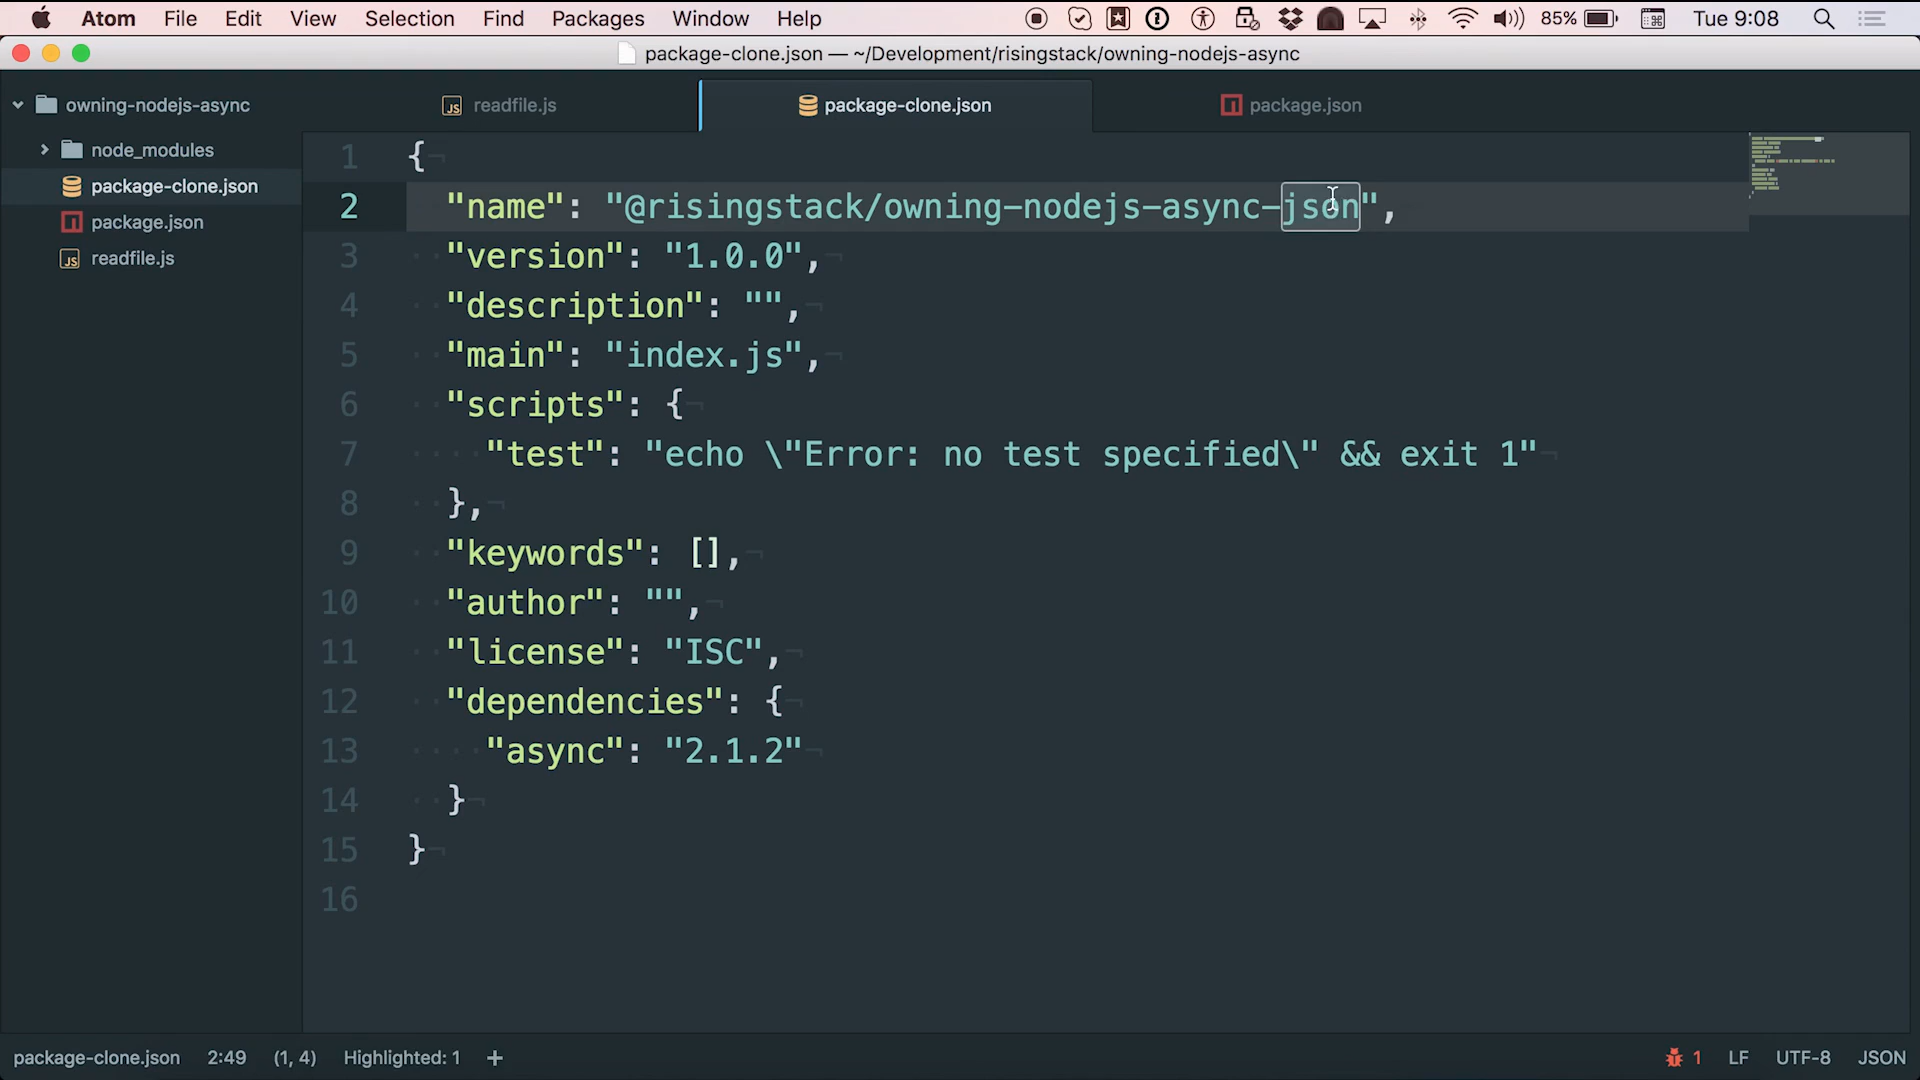 Atom File Edit View Selection Find Packages Window Help 85% Tue 9:08
package-clone.json — ~/Development/risingstack/owning-nodejs-async
owning-nodejs-async
node_modules
package-clone.json
package.json
readfile.js
readfile.js package-clone.json package.json
1 {
2 "name": "@risingstack/owning-nodejs-async-json",
3 "version": "1.0.0",
4 "description": "",
5 "main": "index.js",
6 "scripts": {
7 "test": "echo \"Error: no test specified\" && exit 1"
8 },
9 "keywords": [],
10 "author": "",
11 "license": "ISC",
12 "dependencies": {
13 "async": "2.1.2"
14 }
15 }
16
package-clone.json 2:49 (1, 4) Highlighted: 1 + 1 LF UTF-8 JSON